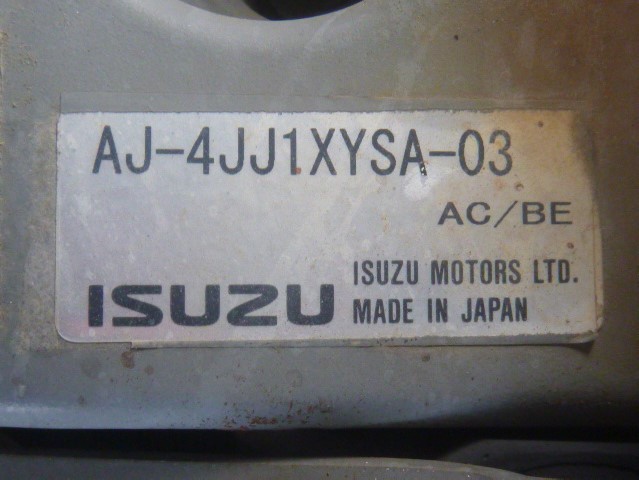 AJ-4JJ1XYSA-03
AC/BE
ISUZU
ISUZU MOTORS LTD.
MADE IN JAPAN